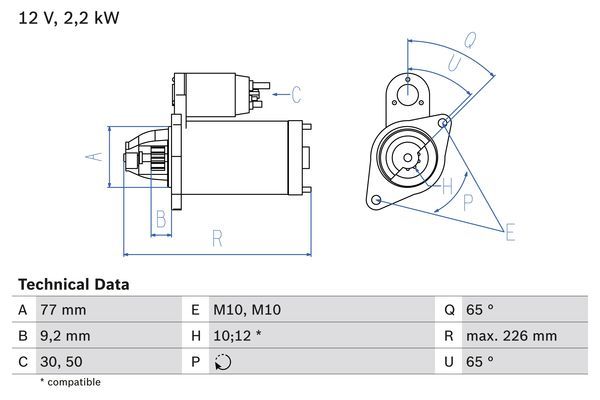 12 V, 2,2 kW
Q
U
C
A
B
R
H
P
E
Technical Data
A 77 mm E M10, M10 Q 65 °
B 9,2 mm H 10;12 * R max. 226 mm
C 30, 50 P U 65 °
* compatible